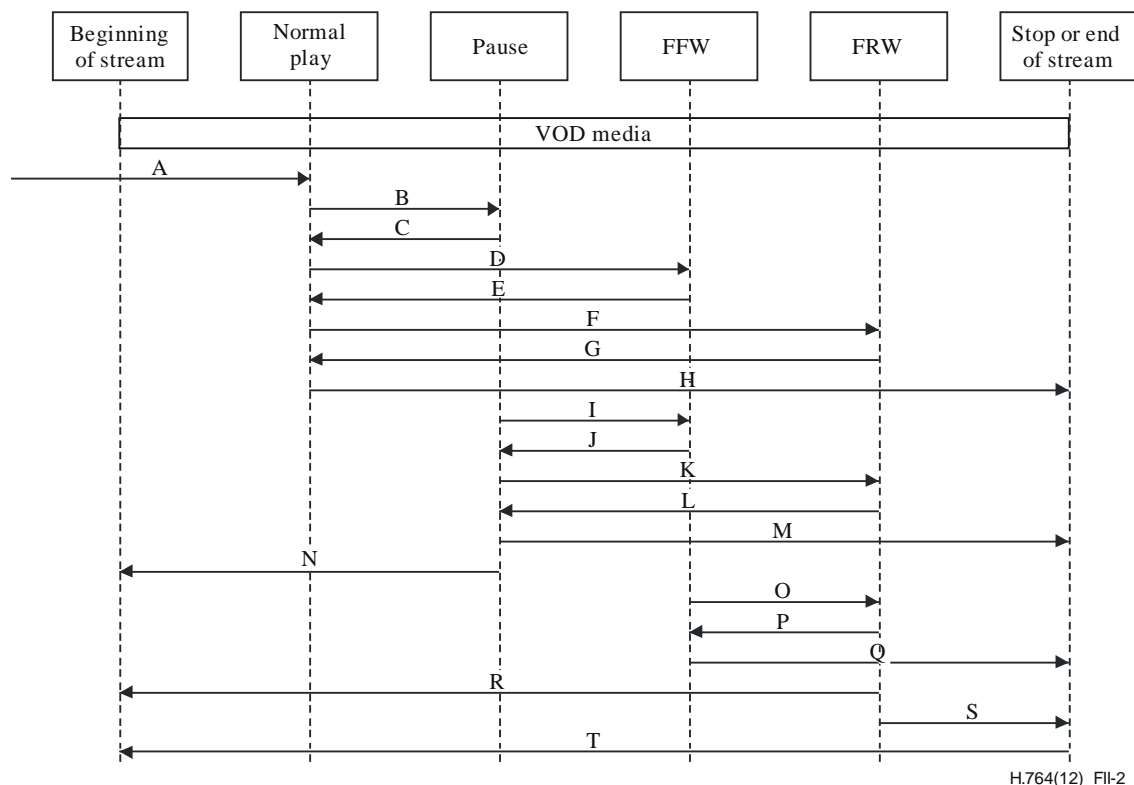 Beginning
of stream
Normal
play
Pause
FFW
FRW
Stop or end
of stream
VOD media
A
B
C
D
E
F
G
H
I
J
K
L
M
N
O
P
Q
R
S
T
H.764(12)_FII-2